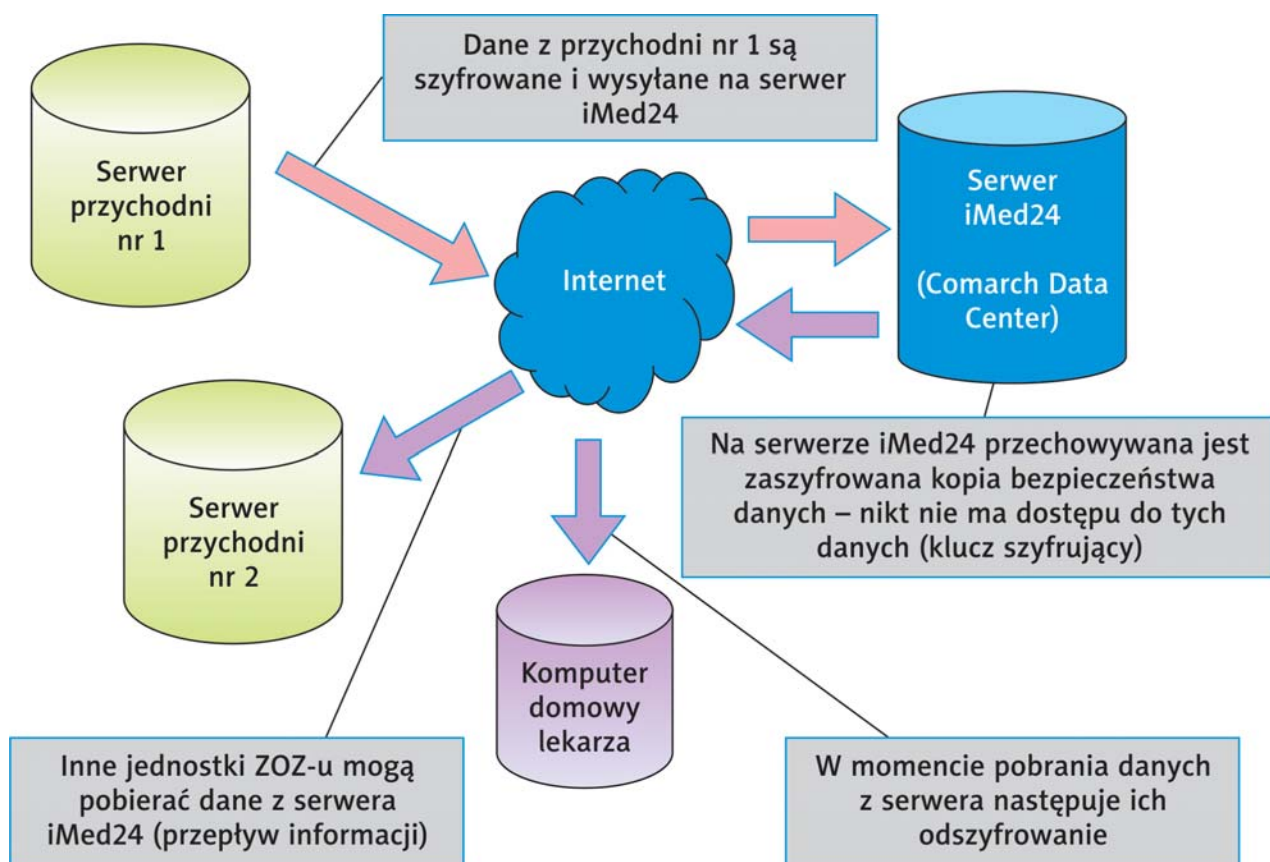 Dane z przychodni nr 1 są
szyfrowane i wysyłane na serwer
iMed24
Serwer
przychodni
nr 1
Serwer
iMed24
(Comarch Data
Center)
Internet
Na serwerze iMed24 przechowywana jest
zaszyfrowana kopia bezpieczeństwa
danych – nikt nie ma dostępu do tych
danych (klucz szyfrujący)
Serwer
przychodni
nr 2
Komputer
domowy
lekarza
Inne jednostki ZOZ-u mogą
pobierać dane z serwera
iMed24 (przepływ informacji)
W momencie pobrania danych
z serwera następuje ich
odszyfrowanie